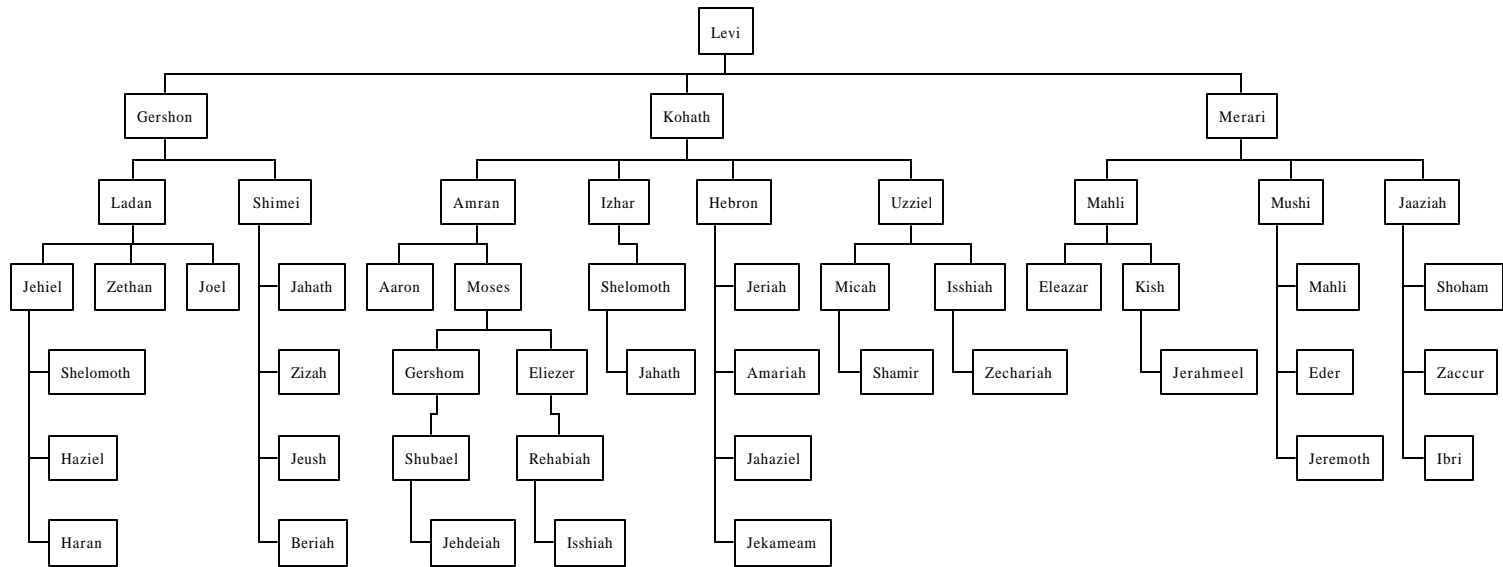 Levi
Gershon
Kohath
Merari
Ladan
Shimei
Amran
Izhar
Hebron
Uzziel
Mahli
Mushi
Jaaziah
Jehiel
Zethan
Joel
Jahath
Aaron
Moses
Shelomoth
Jeriah
Micah
Isshiah
Eleazar
Kish
Mahli
Shoham
Shelomoth
Zizah
Gershom
Eliezer
Jahath
Amariah
Shamir
Zechariah
Jerahmeel
Eder
Zaccur
Haziel
Jeush
Shubael
Rehabiah
Jahaziel
Jeremoth
Ibri
Haran
Beriah
Jehdeiah
Isshiah
Jekameam